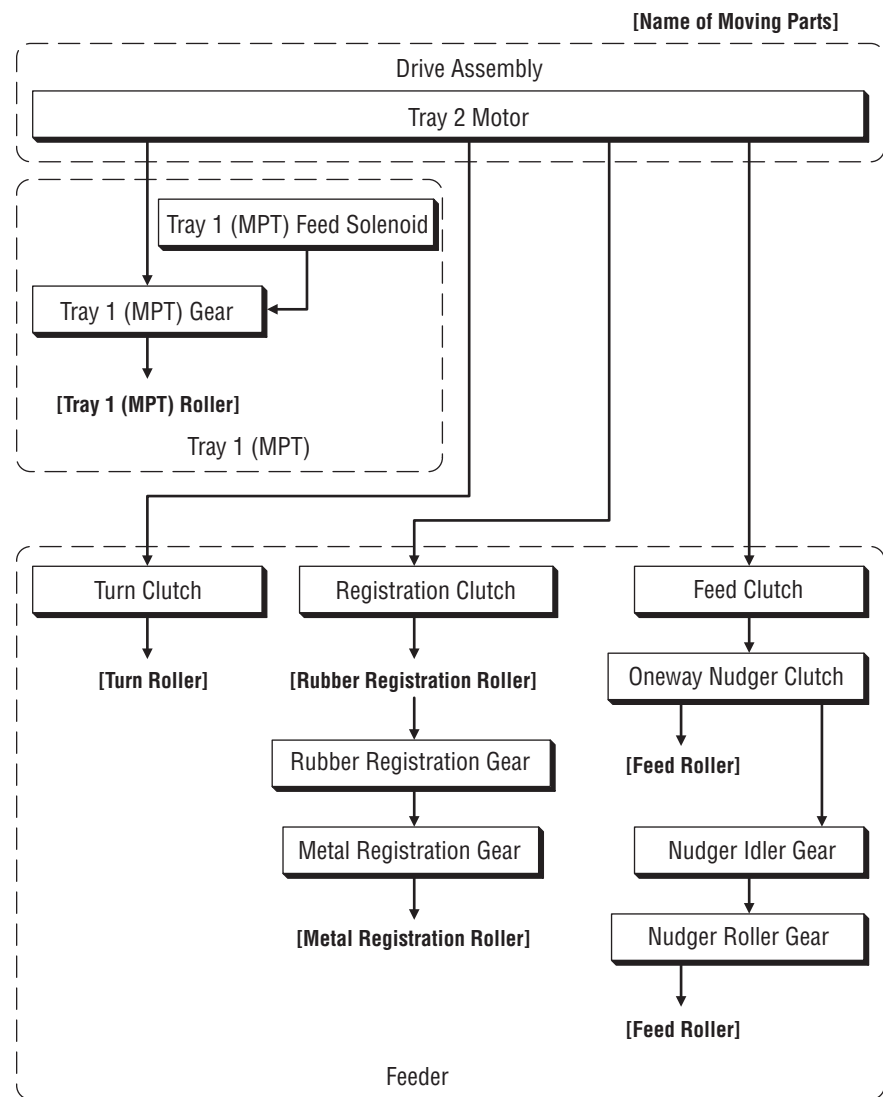 [Name of Moving Parts]
Drive Assembly
Tray 2 Motor
Tray 1 (MPT) Feed Solenoid
Tray 1 (MPT) Gear
[Tray 1 (MPT) Roller]
Tray 1 (MPT)
Turn Clutch
Registration Clutch
Feed Clutch
[Turn Roller]
[Rubber Registration Roller]
Oneway Nudger Clutch
Rubber Registration Gear
[Feed Roller]
Metal Registration Gear
Nudger Idler Gear
[Metal Registration Roller]
Nudger Roller Gear
[Feed Roller]
Feeder